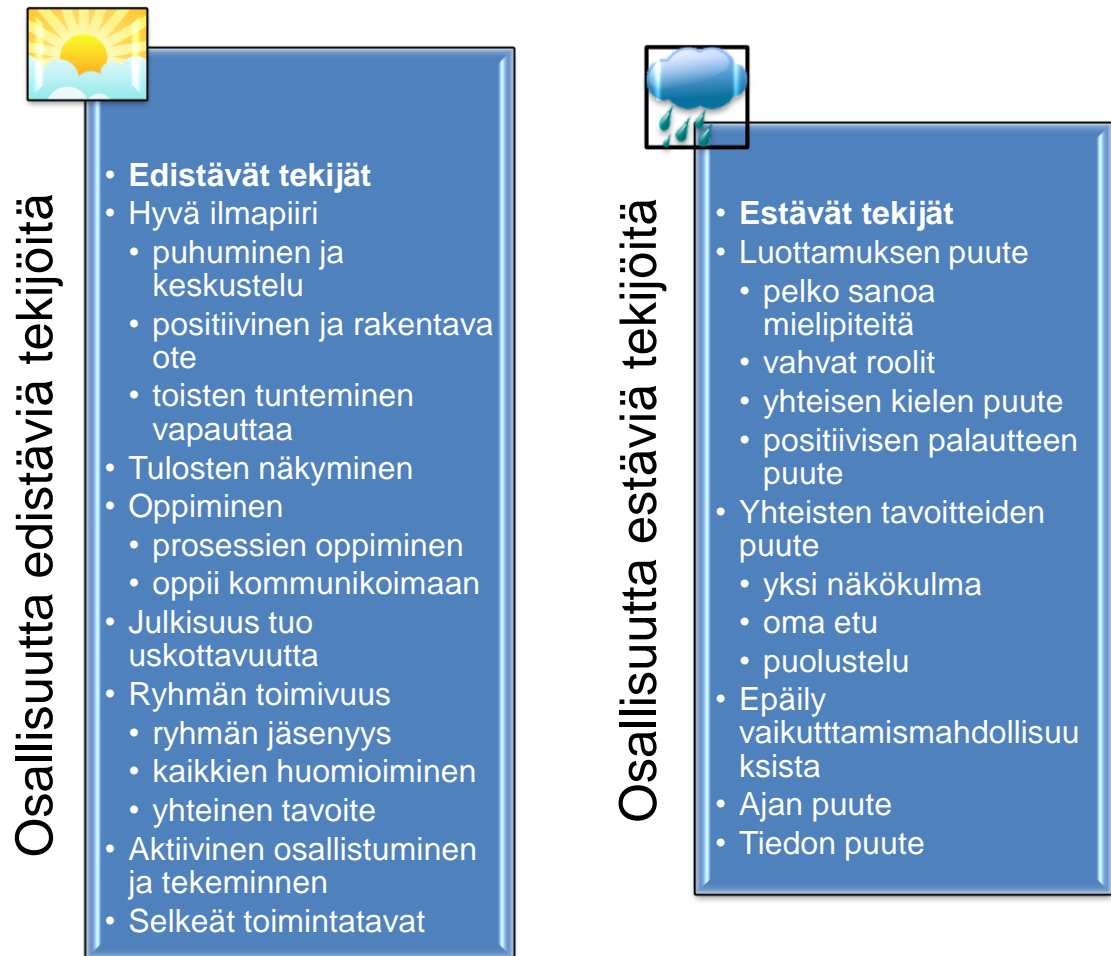 Osallisuutta edistäviä tekijöitä
• Edistävät tekijät
• Hyvä ilmapiiri
• puhuminen ja
keskustelu
• positiivinen ja rakentava
ote
• toisten tunteminen
vapauttaa
• Tulosten näkyminen
• Oppiminen
• prosessien oppiminen
• oppii kommunikoimaan
• Julkisuus tuo
uskottavuutta
• Ryhmän toimivuus
• ryhmän jäsenyys
• kaikkien huomioiminen
• yhteinen tavoite
• Aktiivinen osallistuminen
ja tekeminnen
• Selkeät toimintatavat
Osallisuutta estäviä tekijöitä
• Estävät tekijät
• Luottamuksen puute
• pelko sanoa
mielipiteitä
• vahvat roolit
• yhteisen kielen puute
• positiivisen palautteen
puute
• Yhteisten tavoitteiden
puute
• yksi näkökulma
• oma etu
• puolustelu
• Epäily
vaikutttamismahdollisuu
ksista
• Ajan puute
• Tiedon puute